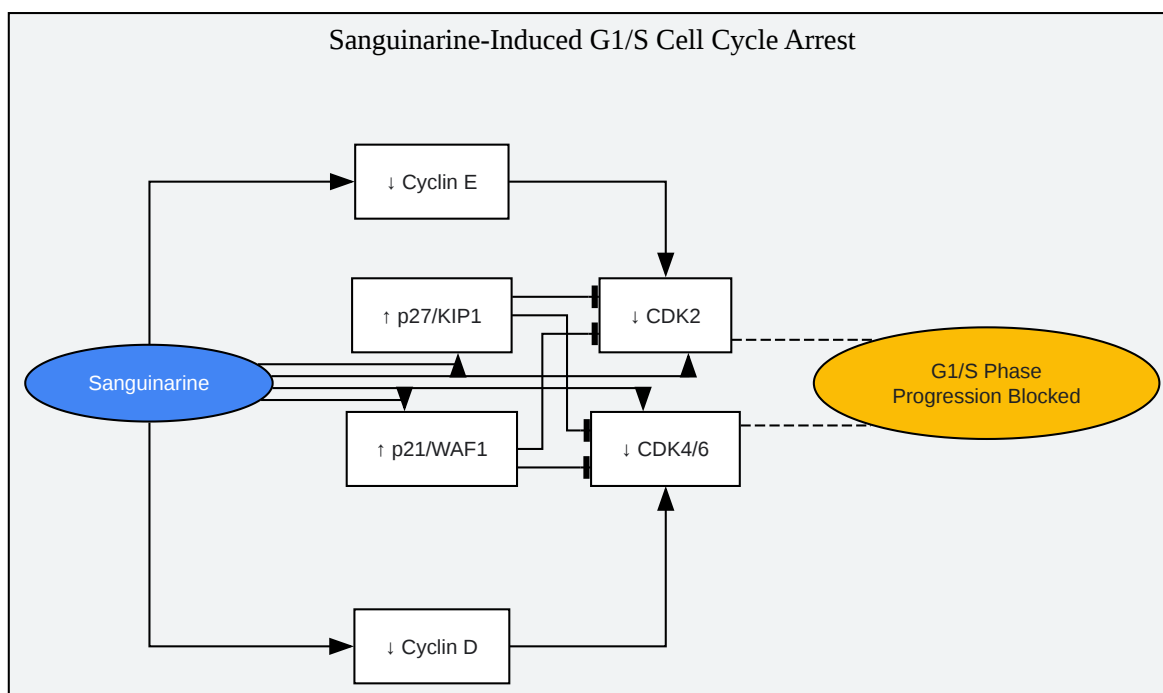 Sanguinarine-Induced G1/S Cell Cycle Arrest
↓ Cyclin E
↑ p27/KIP1
↓ CDK2
Sanguinarine
G1/S Phase
Progression Blocked
↑ p21/WAF1
↓ CDK4/6
↓ Cyclin D